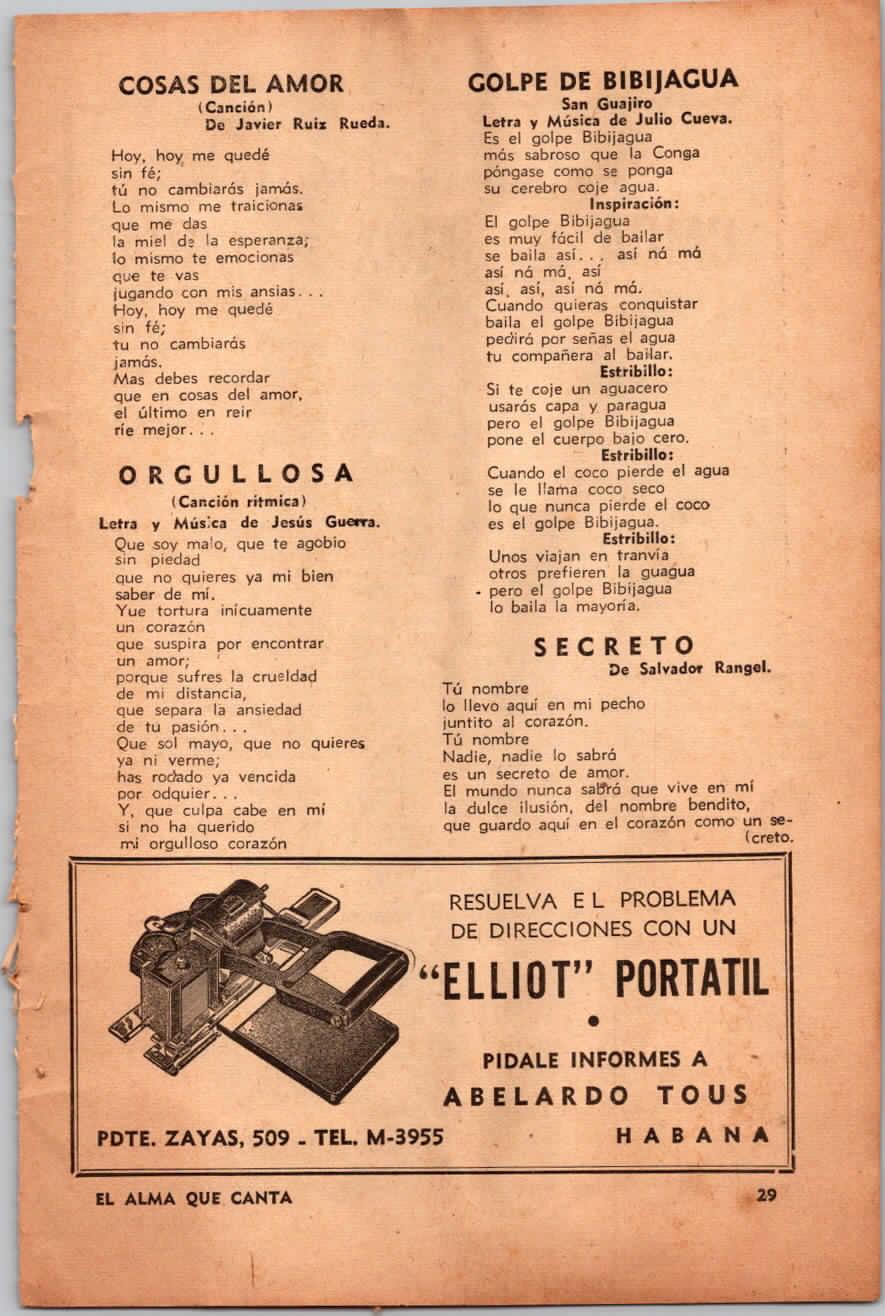 COSAS DEL AMOR
(Canción)
De Javier Ruiz Rueda.
Hoy, hoy me quedé
sin fé;
tú no cambiarás jamás.
Lo mismo me traicionas
que me das
la miel de la esperanza;
lo mismo te emocionas
que te vas
jugando con mis ansias...
Hoy, hoy me quedé
sin fé;
tu no cambiarás
jamás.
Mas debes recordar
que en cosas del amor,
el último en reir
ríe mejor...
ORGULLOSA
(Canción ritmica)
Letra y Música de Jesús Guerra.
Que soy malo, que te agobio
sin piedad
que no quieres ya mi bien
saber de mí.
Yue tortura inícuamente
un corazón
que suspira por encontrar
un amor;
porque sufres la crueldad
de mi distancia,
que separa la ansiedad
de tu pasión...
Que sol mayo, que no quieres
ya ni verme;
has rodado ya vencida
por odquier...
Y, que culpa cabe en mí
si no ha querido
mi orgulloso corazón
GOLPE DE BIBIJAGUA
San Guajiro
Letra y Música de Julio Cueva.
Es el golpe Bibijagua
más sabroso que la Conga
póngase como se ponga
su cerebro coje agua.
Inspiración:
El golpe Bibijagua
es muy fácil de bailar
se baila así... así ná má
así ná má, así
así, así, así ná má.
Cuando quieras conquistar
baila el golpe Bibijagua
pedirá por señas el agua
tu compañera al bailar.
Estribillo:
Si te coje un aguacero
usarás capa y paragua
pero el golpe Bibijagua
pone el cuerpo bajo cero.
Estribillo:
Cuando el coco pierde el agua
se le llama coco seco
lo que nunca pierde el coco
es el golpe Bibijagua.
Estribillo:
Unos viajan en tranvía
otros prefieren la guagua
pero el golpe Bibijagua
lo baila la mayoría.
SECRETO
De Salvador Rangel.
Tú nombre
lo llevo aquí en mi pecho
juntito al corazón.
Tú nombre
Nadie, nadie lo sabrá
es un secreto de amor.
El mundo nunca sabrá que vive en mí
la dulce ilusión, del nombre bendito,
que guardo aquí en el corazón como un se-
(creto.
RESUELVA EL PROBLEMA
DE DIRECCIONES CON UN
"ELLIOT" PORTATIL
•
PIDALE INFORMES A
ABELARDO TOUS
PDTE. ZAYAS, 509 - TEL. M-3955 HABANA
EL ALMA QUE CANTA 29